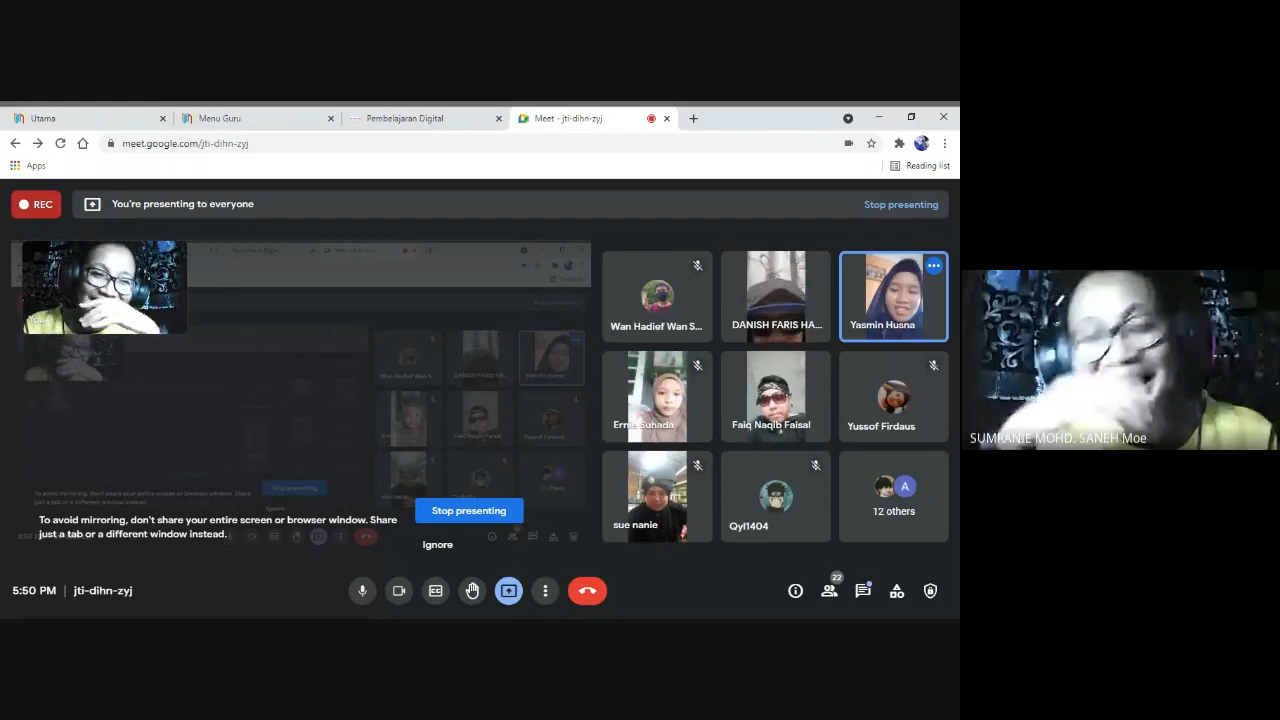 Utama
Menu Guru
Pembelajaran Digital
Meet - jti-dihn-zyj
meet.google.com/jti-dihn-zyj
Apps
Reading list
REC
You're presenting to everyone
Stop presenting
You
Wan Hadief Wan S...
DANISH FARIS HA...
Yasmin Husna
Ernie Suhada
Faiq Naqib Faisal
Yussof Firdaus
sue nanie
Qyl1404
A
12 others
To avoid mirroring, don't share your entire screen or browser window. Share
just a tab or a different window instead.
Stop presenting
Ignore
5:50 PM | jti-dihn-zyj
22
SUMRANIE MOHD. SANEH Moe